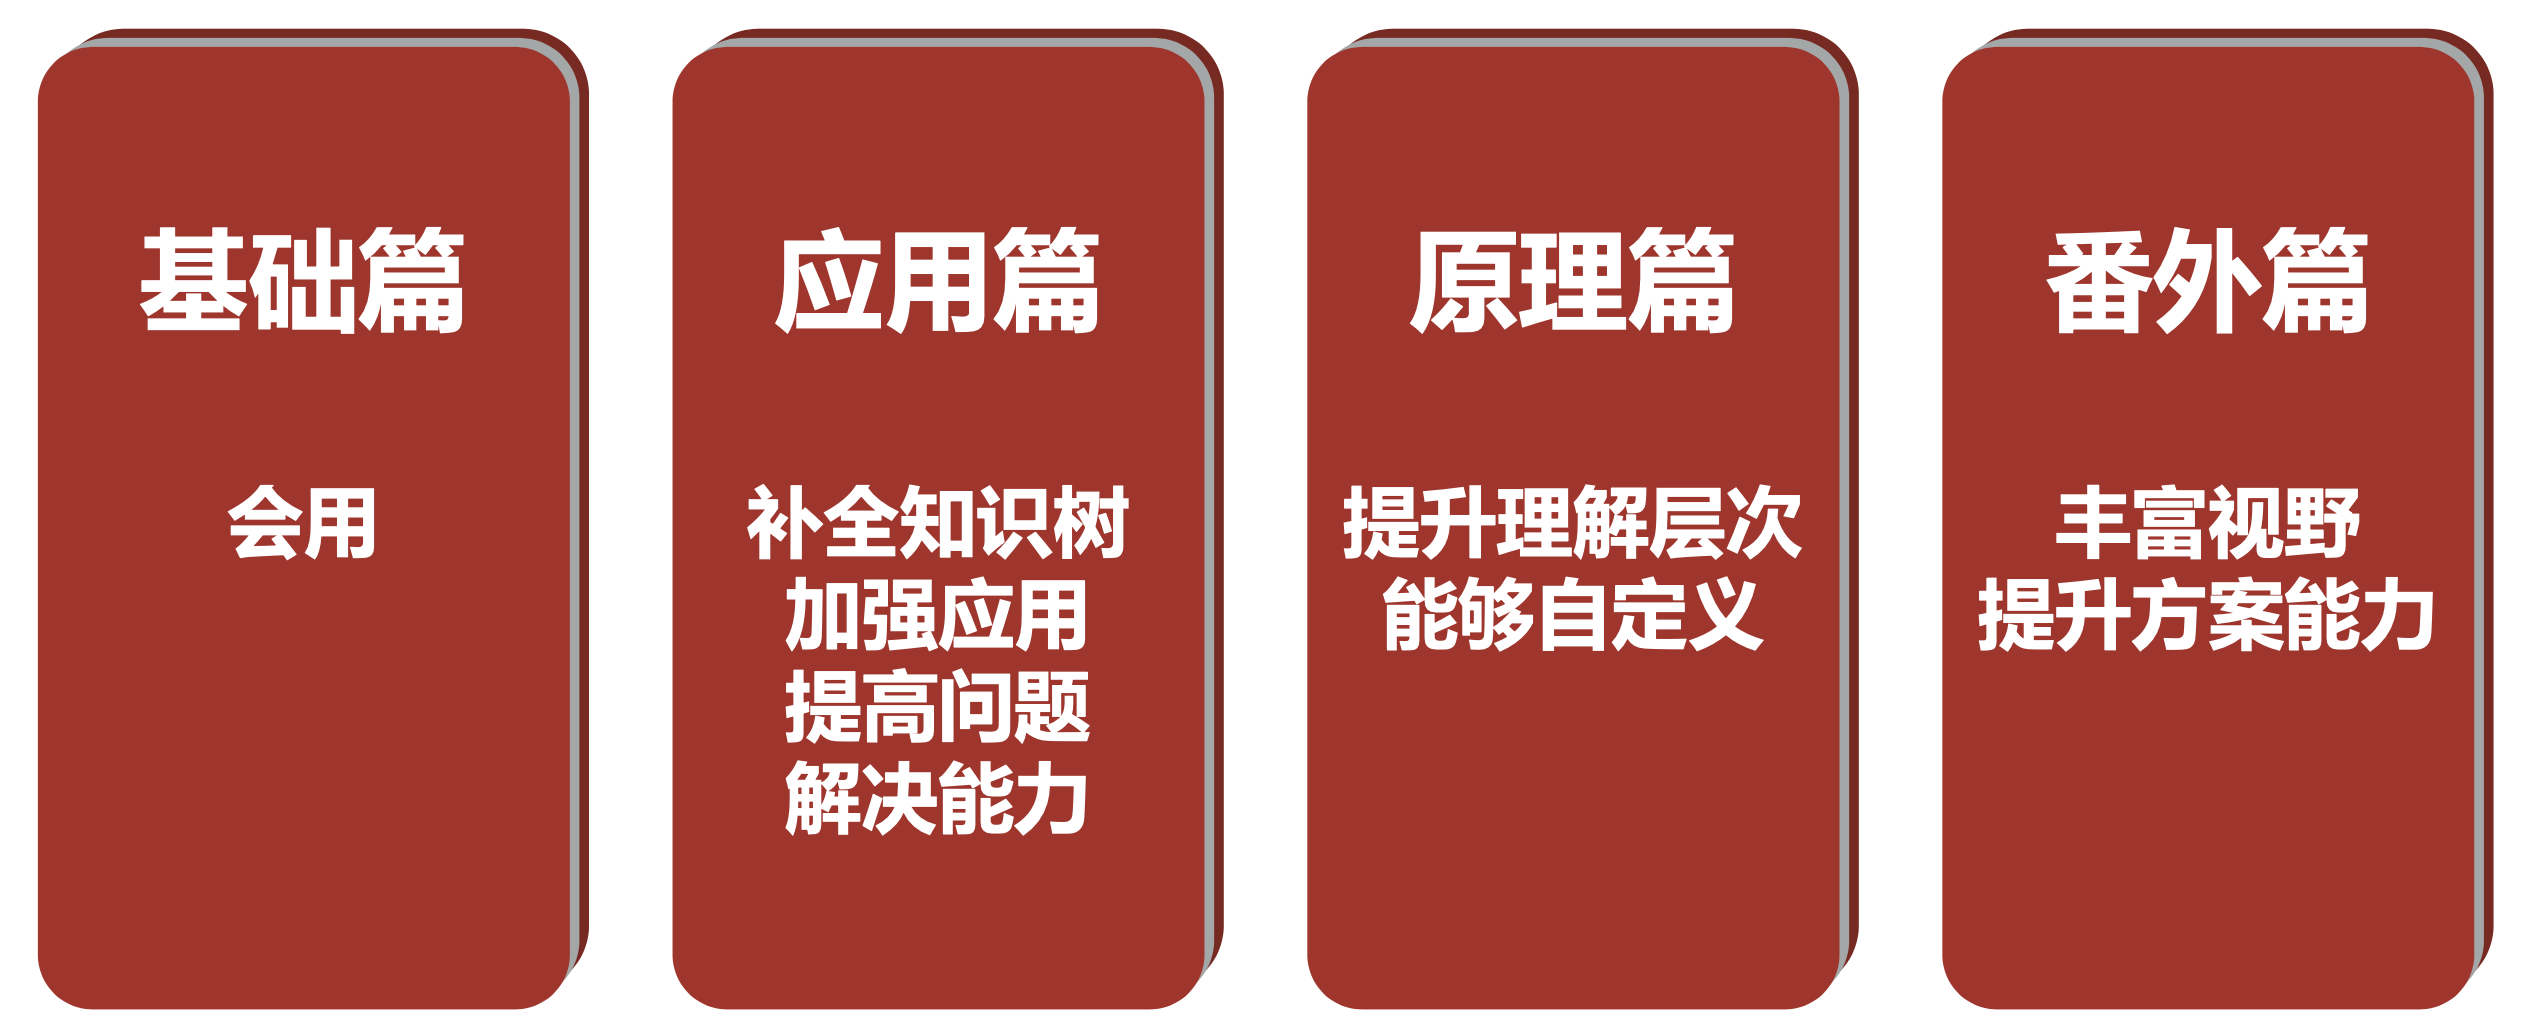 基础篇
会用
应用篇
补全知识树
加强应用
提高问题
解决能力
原理篇
提升理解层次
能够自定义
番外篇
丰富视野
提升方案能力